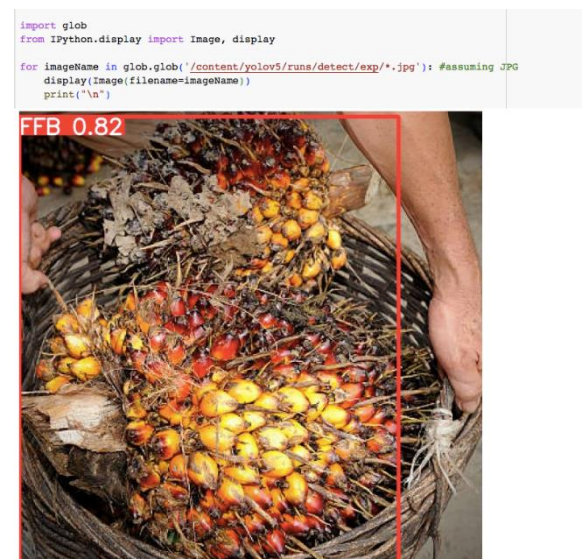 import glob
from IPython.display import Image, display
for imageName in glob.glob('/content/yolov5/runs/detect/exp/*.jpg'): #assuming JPG
    display(Image(filename=imageName))
    print("\n")
FFB 0.82